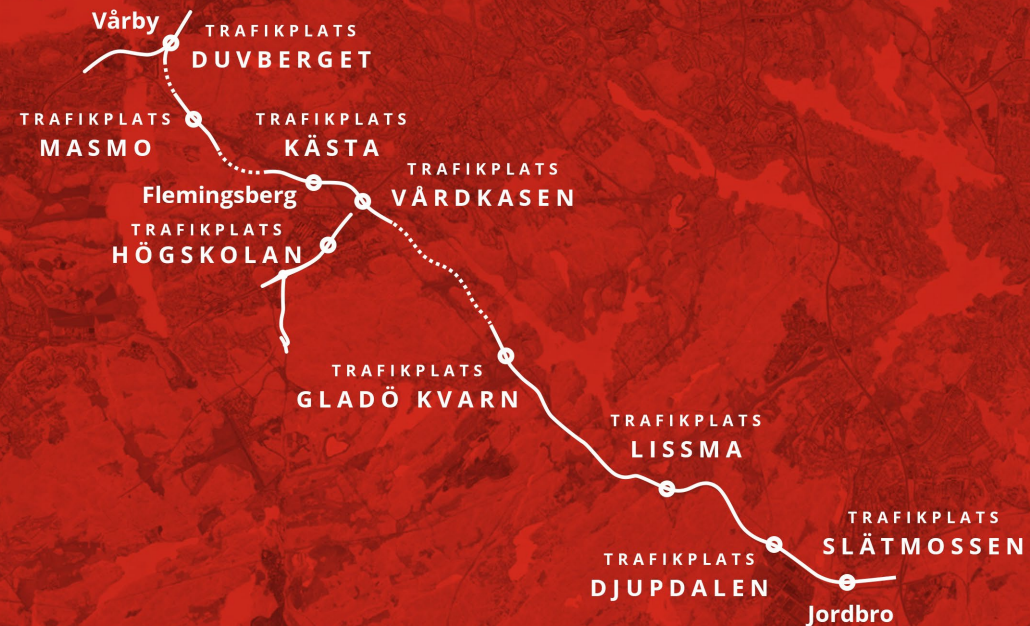 Vårby
TRAFIKPLATS
DUVBERGET
TRAFIKPLATS
MASMO
TRAFIKPLATS
KÄSTA
TRAFIKPLATS
VÅRDKASEN
Flemingsberg
TRAFIKPLATS
HÖGSKOLAN
TRAFIKPLATS
GLADÖ KVARN
TRAFIKPLATS
LISSMA
TRAFIKPLATS
SLÄTMOSSEN
TRAFIKPLATS
DJUPDALEN
Jordbro